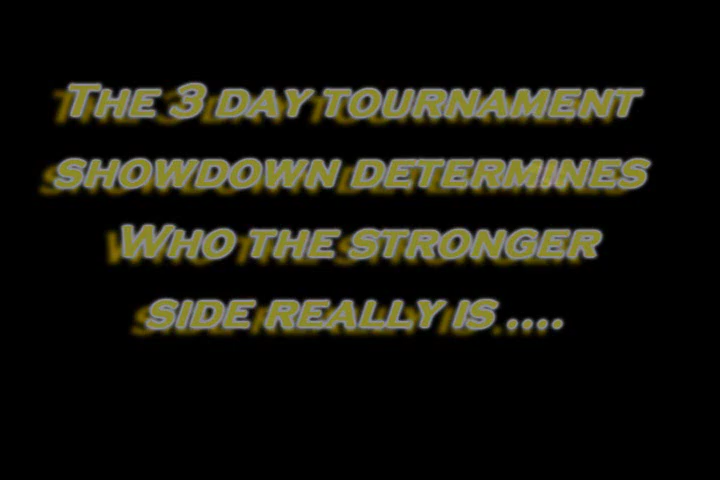 The 3 day tournament
showdown determines
Who the stronger
side really is ....